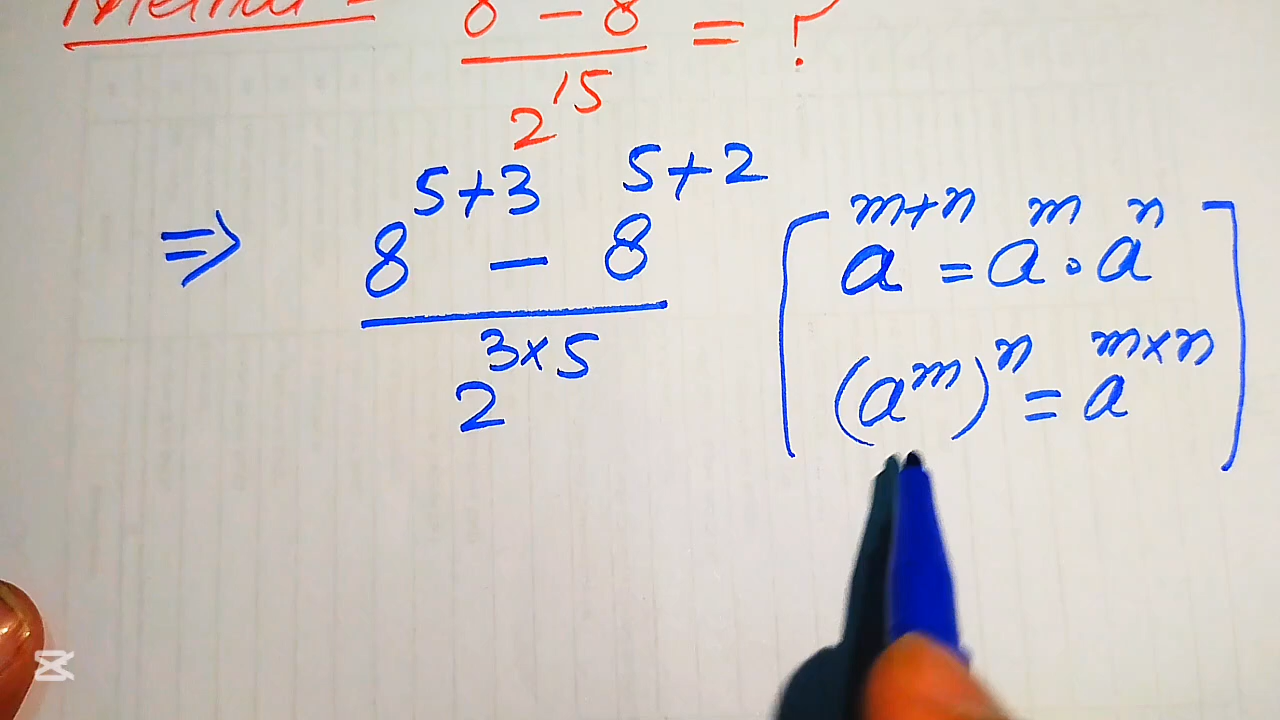 8 - 8 = ?
2^15
⇒ 8^5+3 - 8^5+2
2^3×5
[a^m+n = a^m · a^n
(a^m)^n = a^m×n]